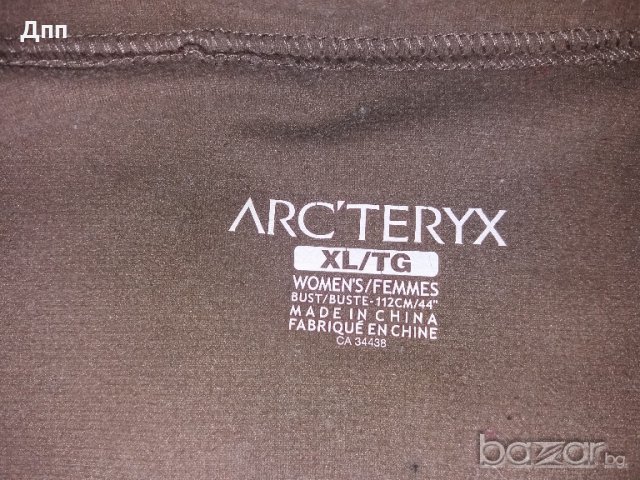 Дпп
ARC'TERYX
XL/TG
WOMEN'S/FEMMES
BUST/BUSTE-112CM/44"
MADE IN CHINA
FABRIQUÉ EN CHINE
CA 34438
bazar.bg